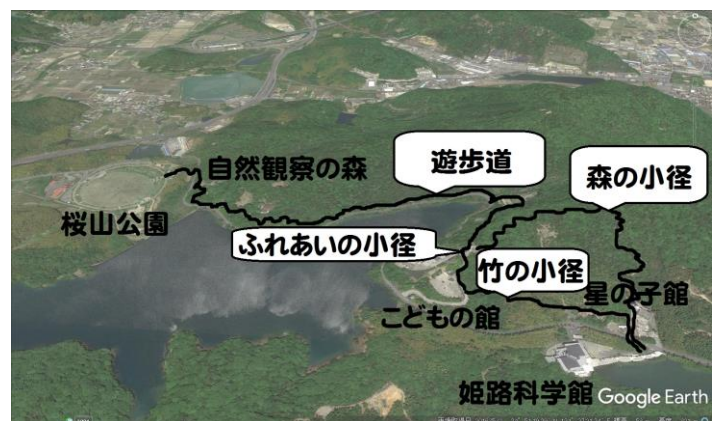 自然観察の森
遊歩道
森の小径
桜山公園
ふれあいの小径
竹の小径
星の子館
こどもの館
姫路科学館
Google Earth